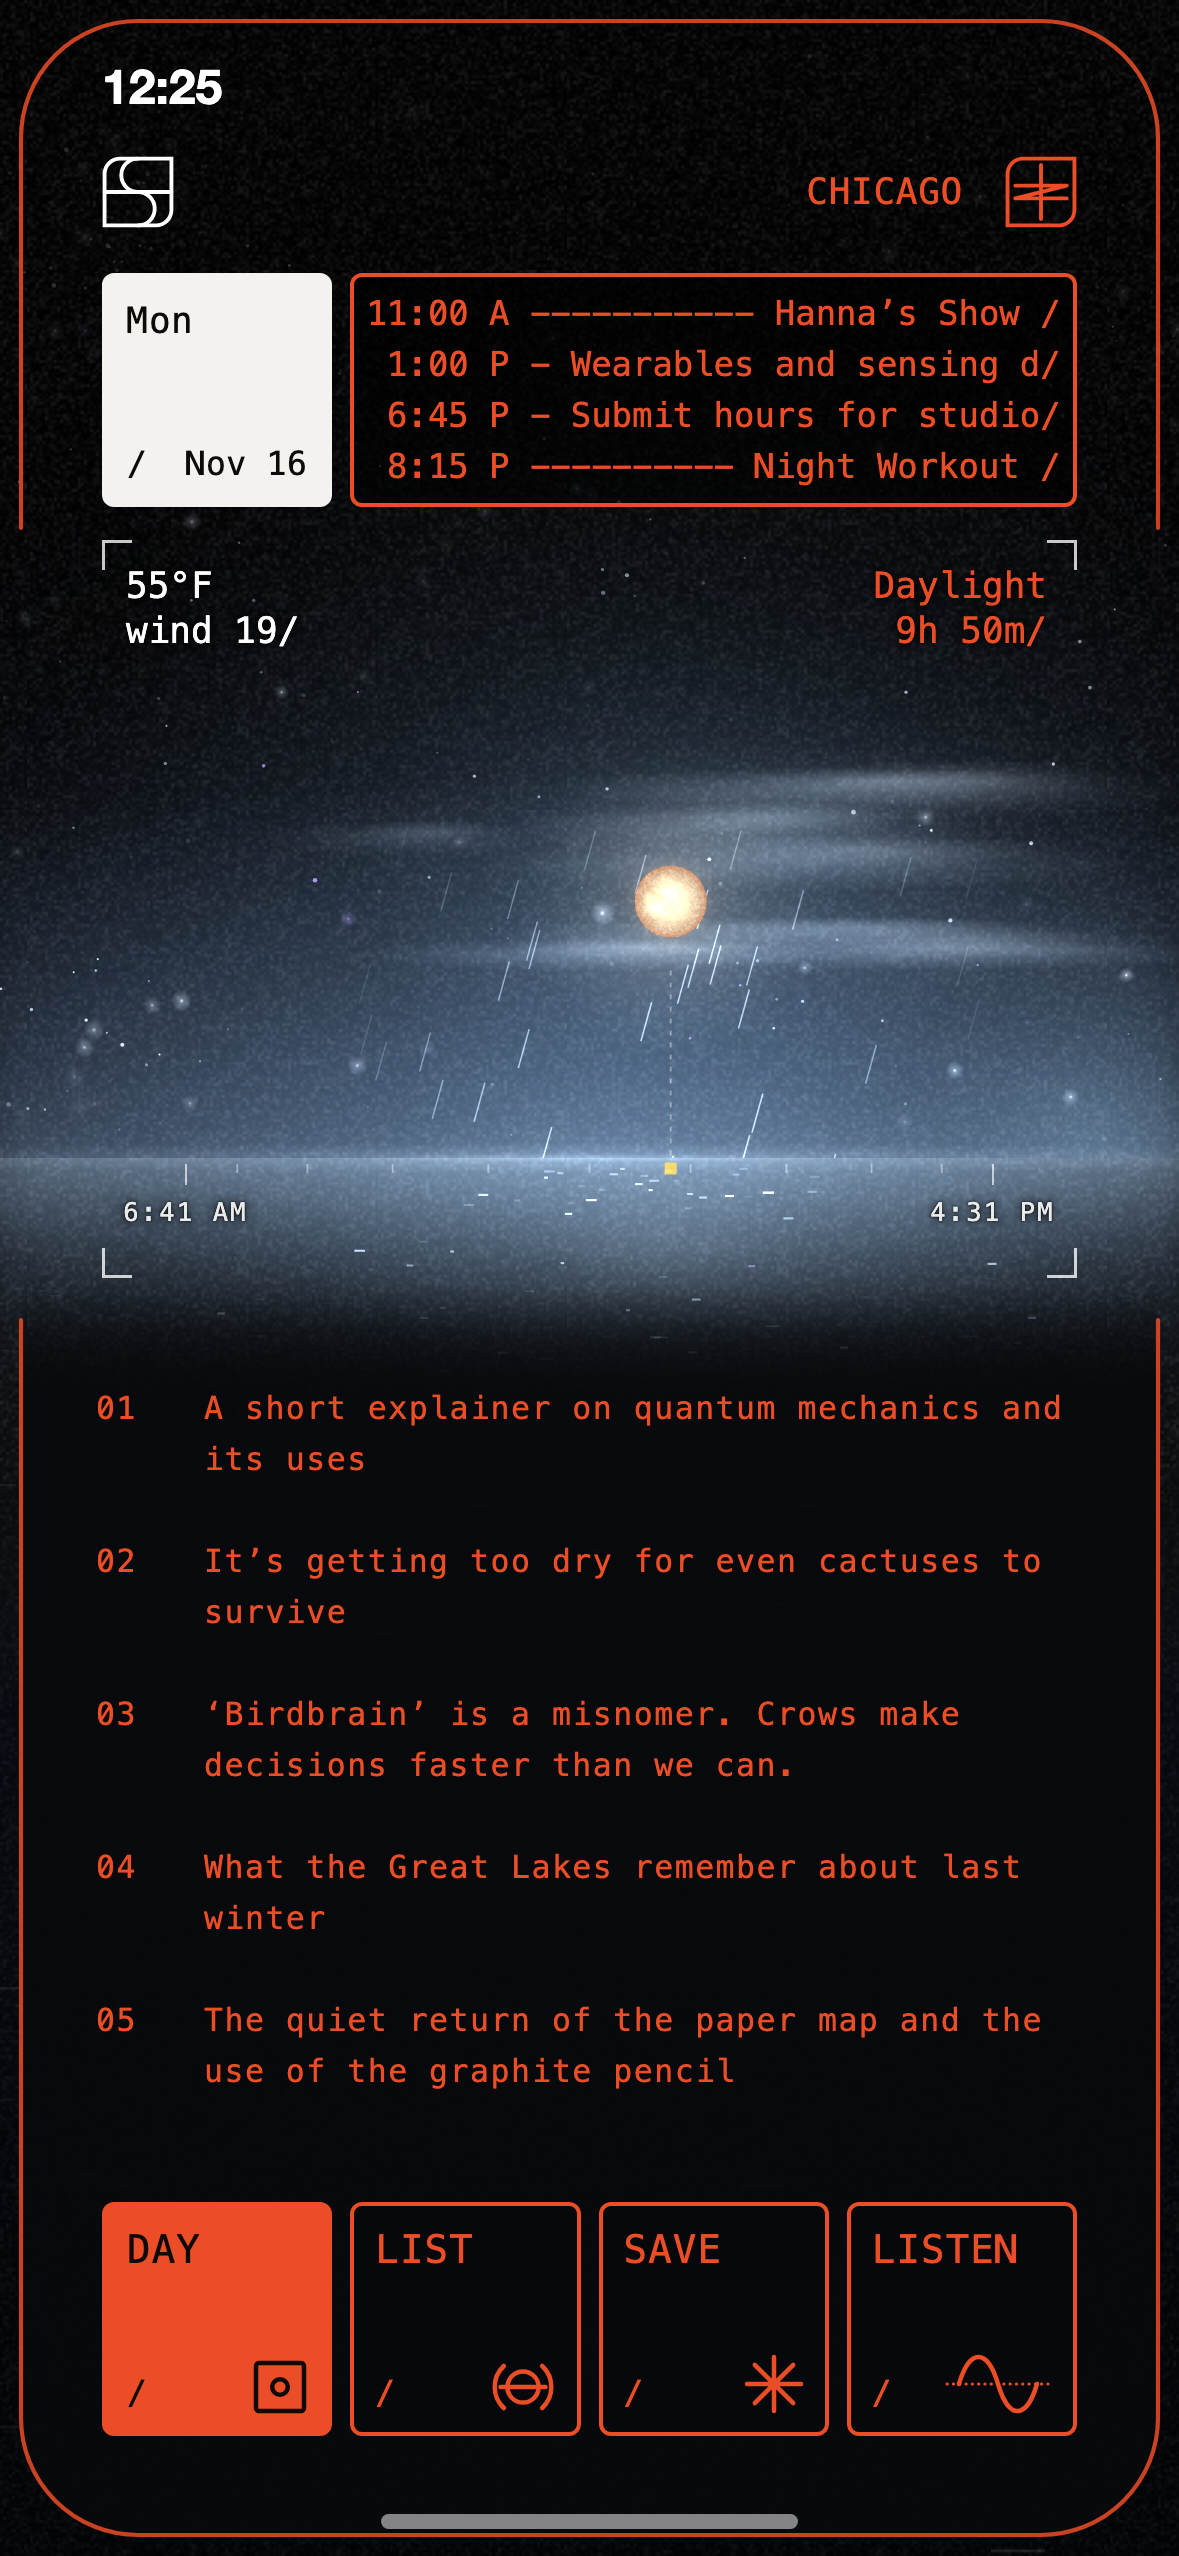 12:25
CHICAGO
Mon
/ Nov 16
11:00 A ----------- Hanna’s Show /
1:00 P - Wearables and sensing d/
6:45 P - Submit hours for studio/
8:15 P ---------- Night Workout /
55°F
wind 19/
Daylight
9h 50m/
6:41 AM
4:31 PM
01 A short explainer on quantum mechanics and
its uses
02 It’s getting too dry for even cactuses to
survive
03 ‘Birdbrain’ is a misnomer. Crows make
decisions faster than we can.
04 What the Great Lakes remember about last
winter
05 The quiet return of the paper map and the
use of the graphite pencil
DAY
/
LIST
/
SAVE
/
LISTEN
/